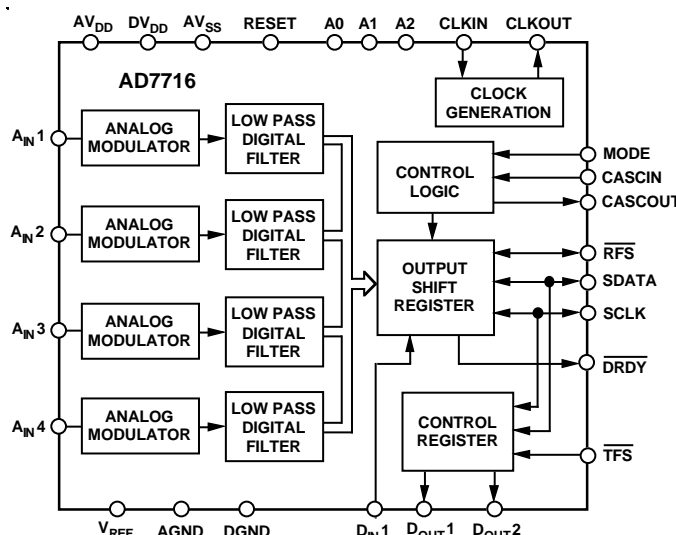 AVDD DVDD AVSS RESET A0 A1 A2 CLKIN CLKOUT
AD7716
CLOCK
GENERATION
AIN1
ANALOG
MODULATOR
LOW PASS
DIGITAL
FILTER
MODE
CASCIN
CASCOUT
CONTROL
LOGIC
AIN2
ANALOG
MODULATOR
LOW PASS
DIGITAL
FILTER
OUTPUT
SHIFT
REGISTER
RFS
SDATA
SCLK
DRDY
AIN3
ANALOG
MODULATOR
LOW PASS
DIGITAL
FILTER
AIN4
ANALOG
MODULATOR
LOW PASS
DIGITAL
FILTER
CONTROL
REGISTER
TFS
VREF AGND DGND DIN1 DOUT1 DOUT2